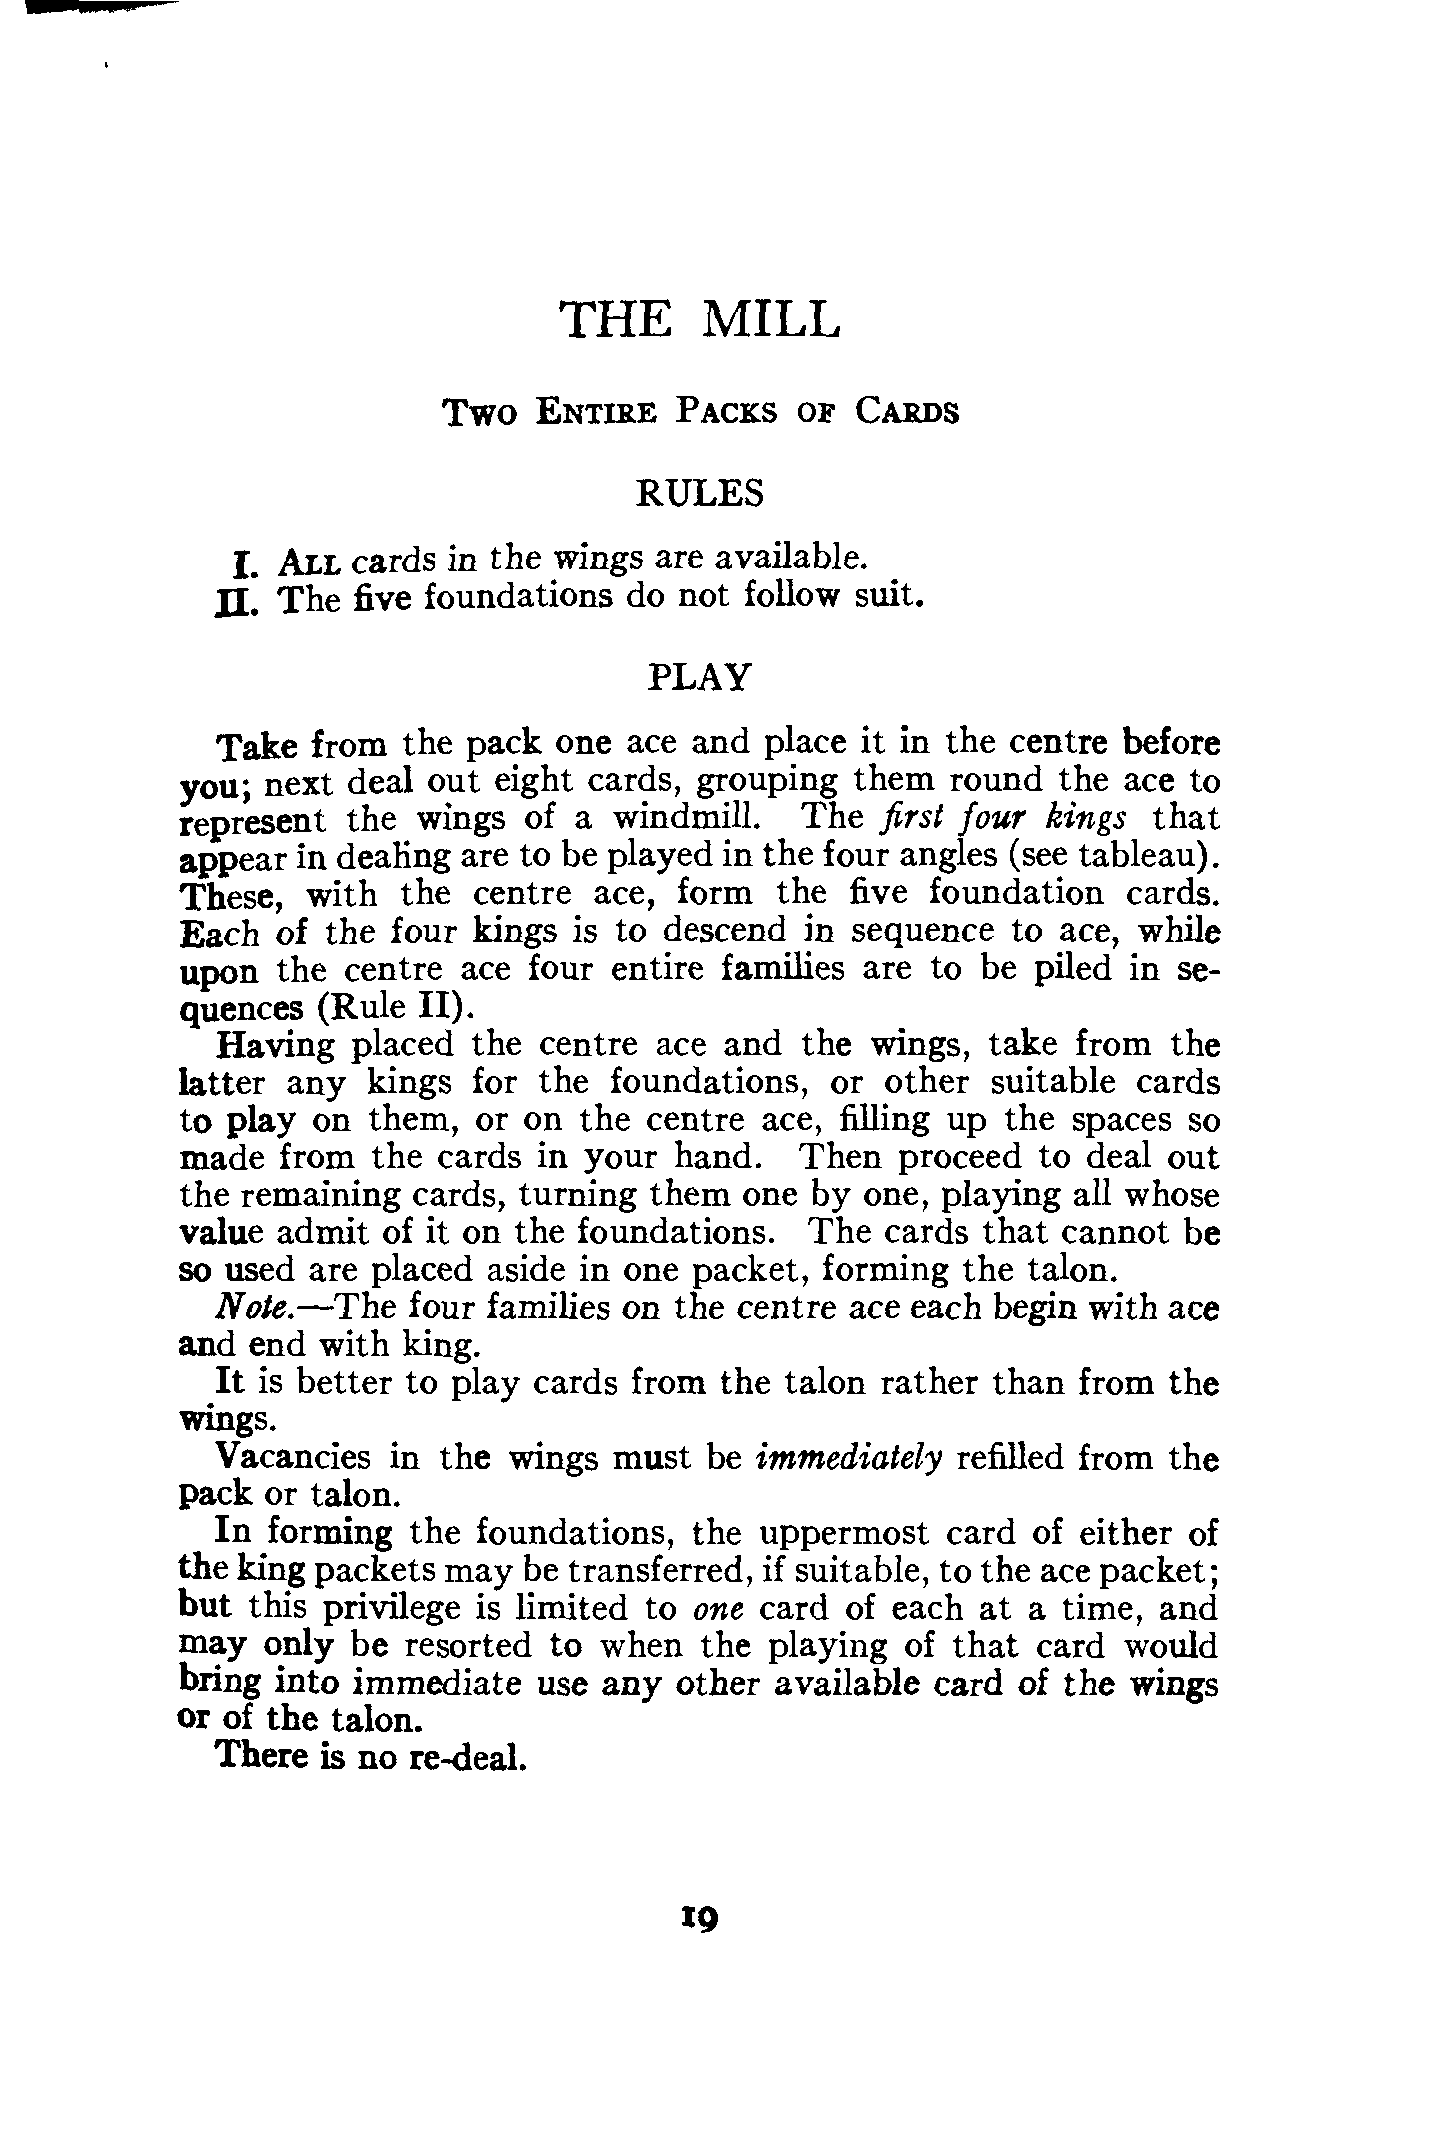 THE MILL
Two Entire Packs of Cards
RULES
I. All cards in the wings are available.
II. The five foundations do not follow suit.
PLAY
Take from the pack one ace and place it in the centre before
you; next deal out eight cards, grouping them round the ace to
represent the wings of a windmill. The first four kings that
appear in dealing are to be played in the four angles (see tableau).
These, with the centre ace, form the five foundation cards.
Each of the four kings is to descend in sequence to ace, while
upon the centre ace four entire families are to be piled in se-
quences (Rule II).
Having placed the centre ace and the wings, take from the
latter any kings for the foundations, or other suitable cards
to play on them, or on the centre ace, filling up the spaces so
made from the cards in your hand. Then proceed to deal out
the remaining cards, turning them one by one, playing all whose
value admit of it on the foundations. The cards that cannot be
so used are placed aside in one packet, forming the talon.
Note.—The four families on the centre ace each begin with ace
and end with king.
It is better to play cards from the talon rather than from the
wings.
Vacancies in the wings must be immediately refilled from the
pack or talon.
In forming the foundations, the uppermost card of either of
the king packets may be transferred, if suitable, to the ace packet;
but this privilege is limited to one card of each at a time, and
may only be resorted to when the playing of that card would
bring into immediate use any other available card of the wings
or of the talon.
There is no re-deal.
19